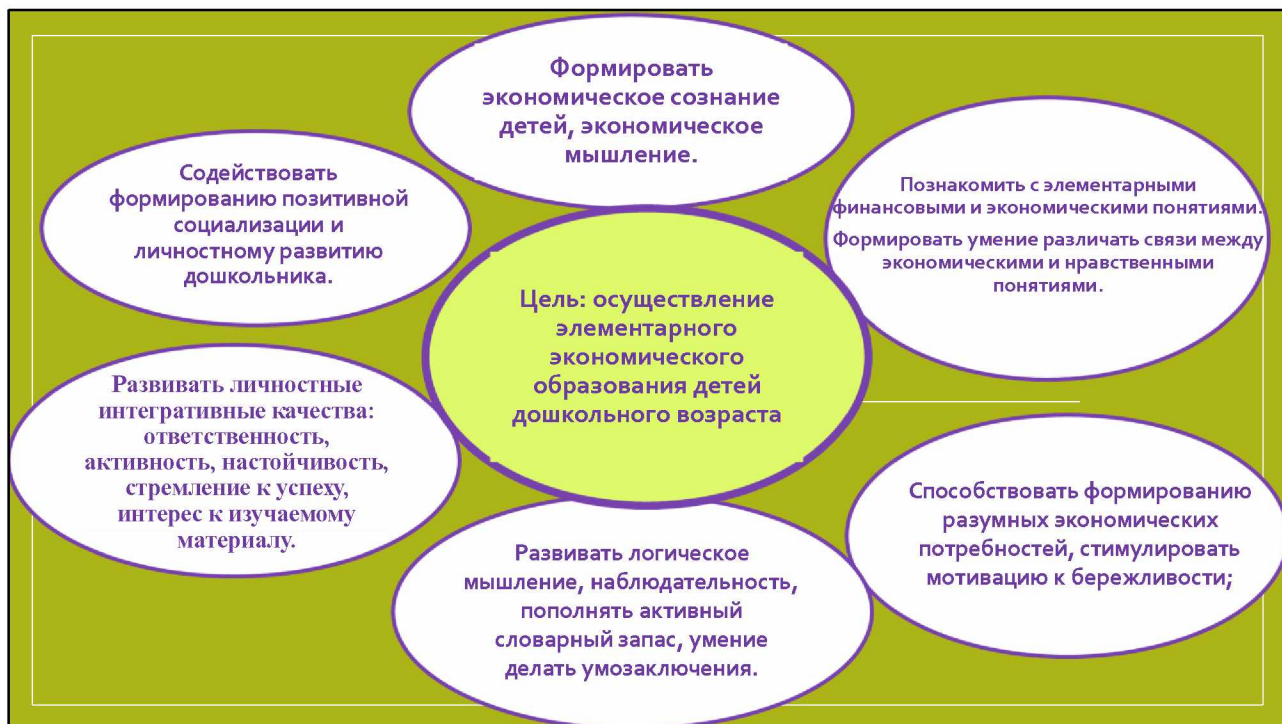 Формировать
экономическое сознание
детей, экономическое
мышление.
Содействовать
формированию позитивной
социализации и
личностному развитию
дошкольника.
Познакомить с элементарными
финансовыми и экономическими понятиями.
Формировать умение различать связи между
экономическими и нравственными
понятиями.
Цель: осуществление
элементарного
экономического
образования детей
дошкольного возраста
Развивать личностные
интегративные качества:
ответственность,
активность, настойчивость,
стремление к успеху,
интерес к изучаемому
материалу.
Способствовать формированию
разумных экономических
потребностей, стимулировать
мотивацию к бережливости;
Развивать логическое
мышление, наблюдательность,
пополнять активный
словарный запас, умение
делать умозаключения.